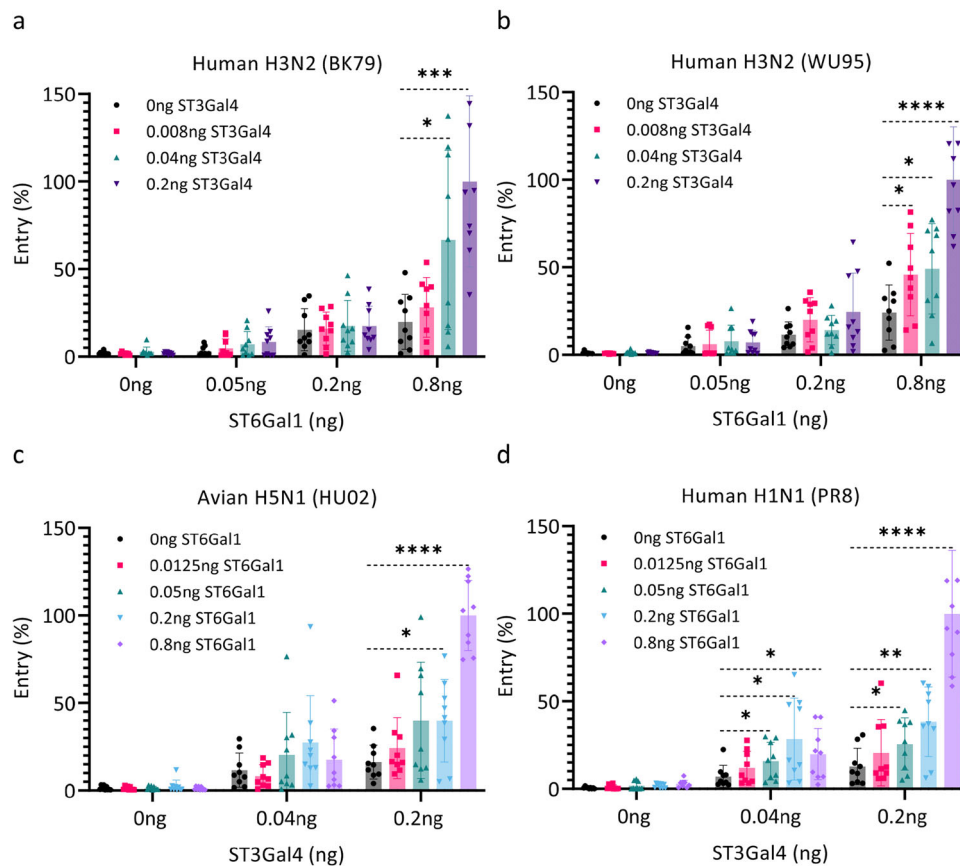 a
Human H3N2 (BK79)
0ng ST3Gal4
0.008ng ST3Gal4
0.04ng ST3Gal4
0.2ng ST3Gal4
***
*
Entry (%)
150
100
50
0
0ng 0.05ng 0.2ng 0.8ng
ST6Gal1 (ng)
b
Human H3N2 (WU95)
0ng ST3Gal4
0.008ng ST3Gal4
0.04ng ST3Gal4
0.2ng ST3Gal4
****
*
*
Entry (%)
150
100
50
0
0ng 0.05ng 0.2ng 0.8ng
ST6Gal1 (ng)
c
Avian H5N1 (HU02)
0ng ST6Gal1
0.0125ng ST6Gal1
0.05ng ST6Gal1
0.2ng ST6Gal1
0.8ng ST6Gal1
****
*
Entry (%)
150
100
50
0
0ng 0.04ng 0.2ng
ST3Gal4 (ng)
d
Human H1N1 (PR8)
0ng ST6Gal1
0.0125ng ST6Gal1
0.05ng ST6Gal1
0.2ng ST6Gal1
0.8ng ST6Gal1
*
*
*
****
**
*
Entry (%)
150
100
50
0
0ng 0.04ng 0.2ng
ST3Gal4 (ng)